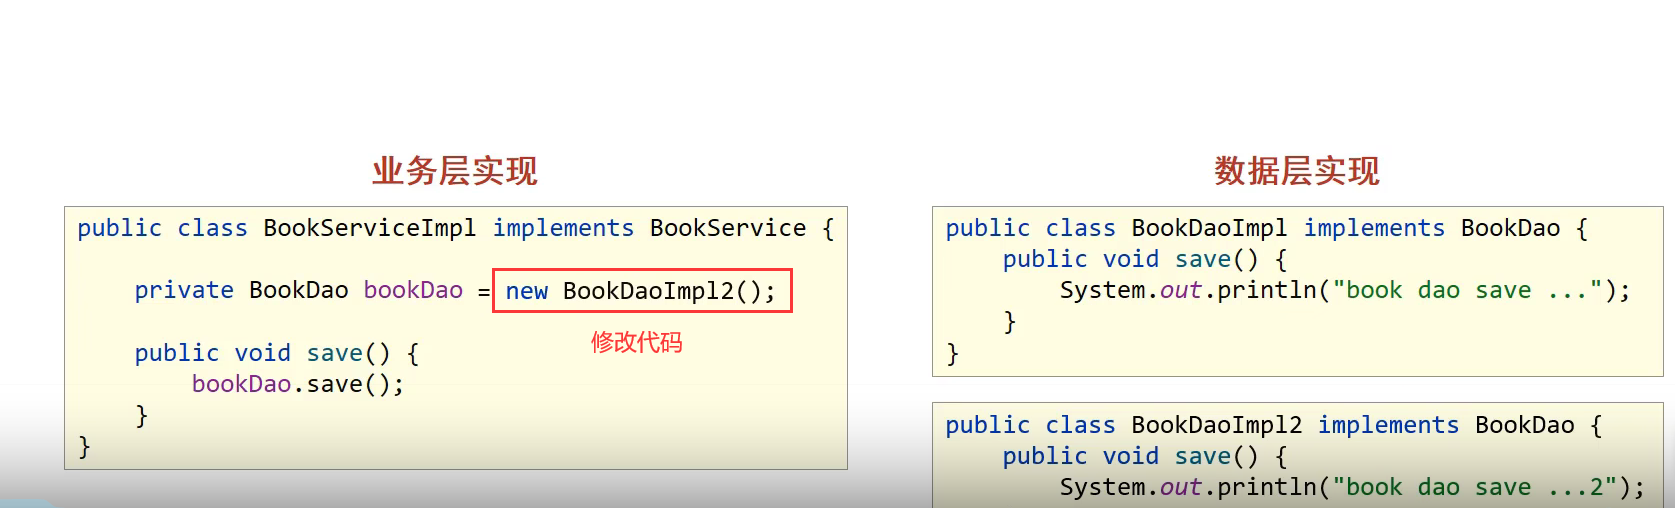 业务层实现
public class BookServiceImpl implements BookService {
private BookDao bookDao = new BookDaoImpl2();
修改代码
public void save() {
bookDao.save();
}
}
数据层实现
public class BookDaoImpl implements BookDao {
public void save() {
System.out.println("book dao save ...");
}
}
public class BookDaoImpl2 implements BookDao {
public void save() {
System.out.println("book dao save ...2");